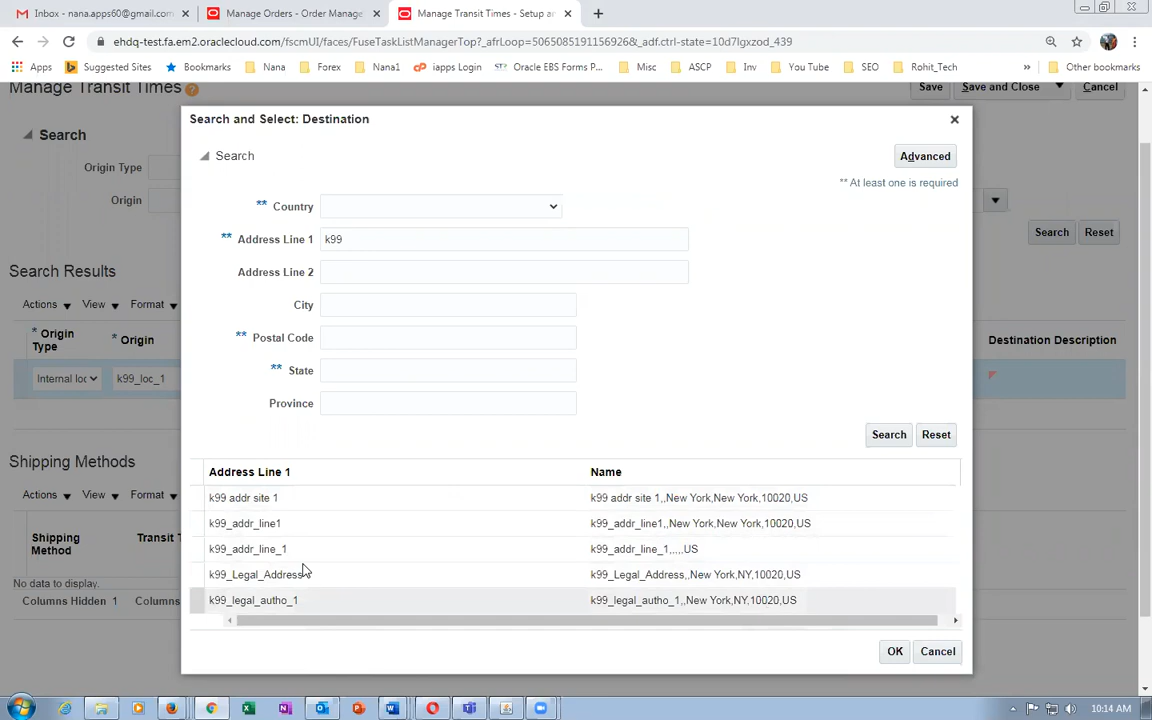 Inbox - nana.apps60@gmail.com
Manage Orders - Order Manage
Manage Transit Times - Setup ar
ehdq-test.fa.em2.oraclecloud.com/fscmUI/faces/FuseTaskListManagerTop?_afrLoop=5065085191156926&_adf.ctrl-state=10d7lgxzod_439
Apps Suggested Sites Bookmarks Nana Forex Nana1 iapps Login Oracle EBS Forms P... Misc ASCP Inv You Tube SEO Rohit_Tech » Other bookmarks
Manage Transit Times
Save Save and Close Cancel
Search
Origin Type
Origin
Search Reset
Search Results
Actions View Format
* Origin Type
* Origin
Destination Description
Internal loc
k99_loc_1
Shipping Methods
Actions View Format
Shipping Method
Transit T
No data to display.
Columns Hidden 1 Columns
Search and Select: Destination
Search
Advanced
** At least one is required
** Country
** Address Line 1 k99
Address Line 2
City
** Postal Code
** State
Province
Search Reset
Address Line 1 Name
k99 addr site 1 k99 addr site 1,,New York,New York,10020,US
k99_addr_line1 k99_addr_line1,,New York,New York,10020,US
k99_addr_line_1 k99_addr_line_1,,,,,US
k99_Legal_Address k99_Legal_Address,,New York,NY,10020,US
k99_legal_autho_1 k99_legal_autho_1,,New York,NY,10020,US
OK Cancel
10:14 AM